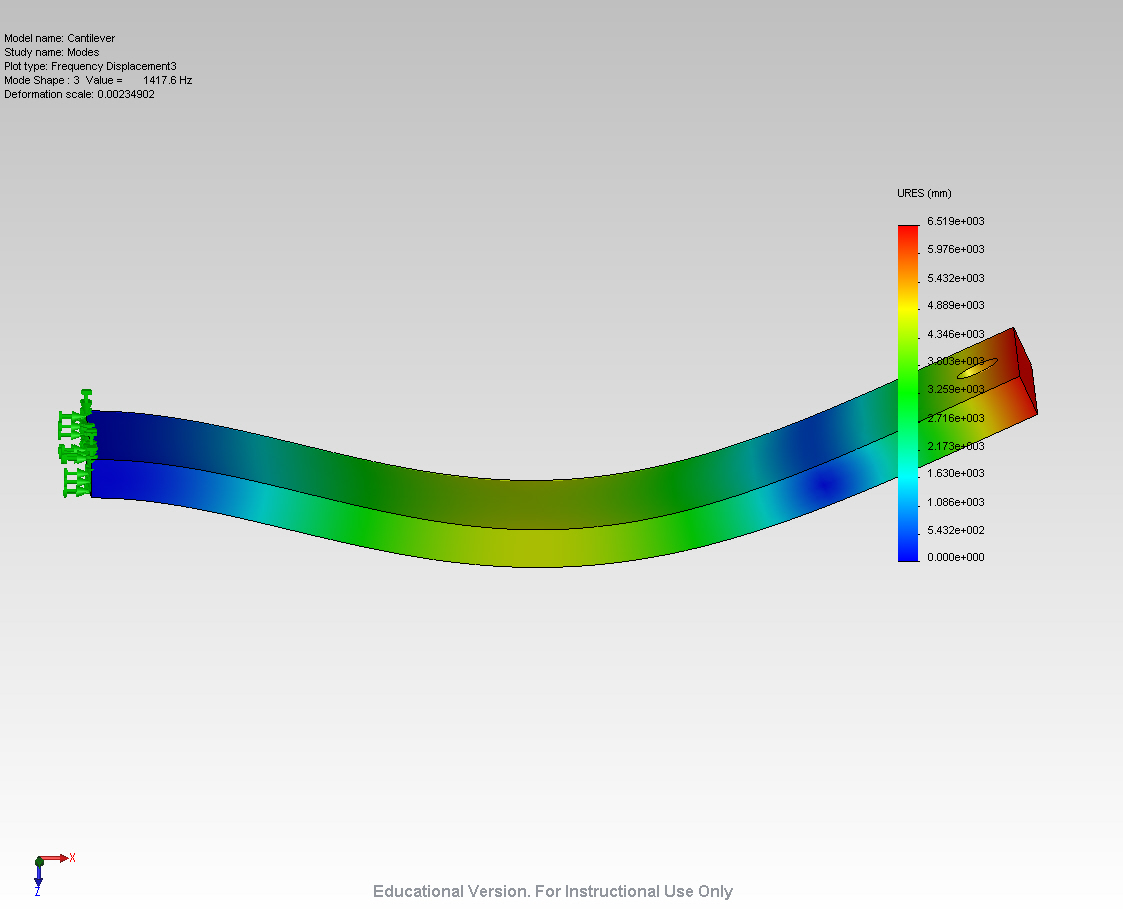 Model name: Cantilever
Study name: Modes
Plot type: Frequency Displacement3
Mode Shape : 3  Value =       1417.6 Hz
Deformation scale: 0.00234902
URES (mm)
6.519e+003
5.976e+003
5.432e+003
4.889e+003
4.346e+003
3.803e+003
3.259e+003
2.716e+003
2.173e+003
1.630e+003
1.086e+003
5.432e+002
0.000e+000
X
Z
Educational Version. For Instructional Use Only